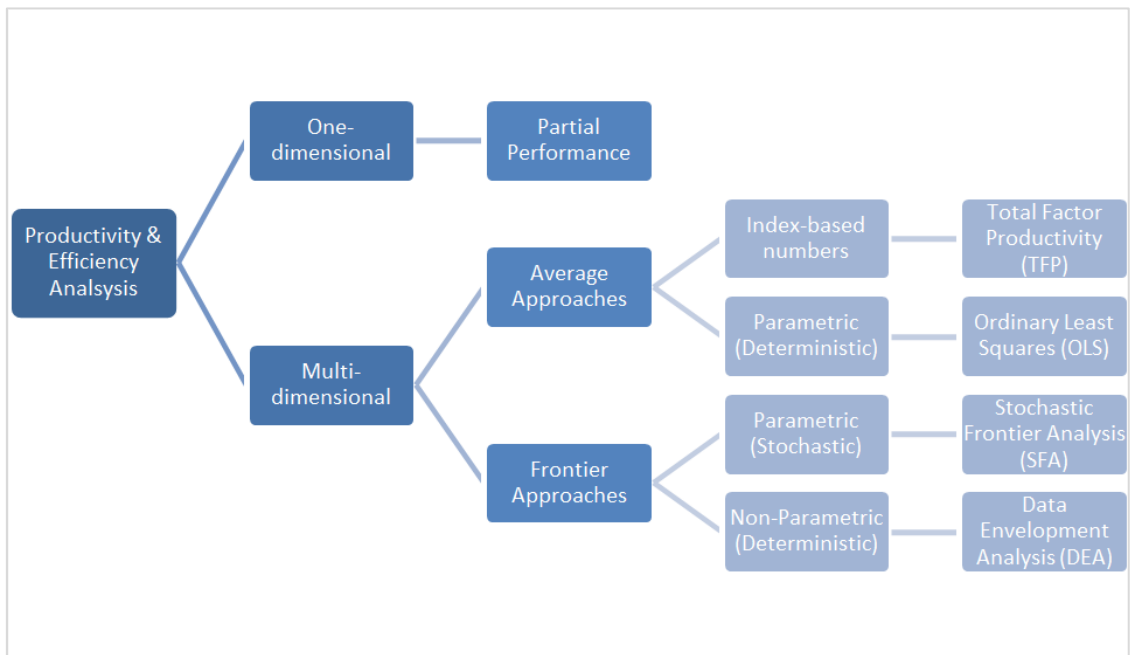 Productivity &
Efficiency
Analsysis
One-
dimensional
Partial
Performance
Multi-
dimensional
Average
Approaches
Index-based
numbers
Total Factor
Productivity
(TFP)
Parametric
(Deterministic)
Ordinary Least
Squares (OLS)
Frontier
Approaches
Parametric
(Stochastic)
Stochastic
Frontier Analysis
(SFA)
Non-Parametric
(Deterministic)
Data
Envelopment
Analysis (DEA)